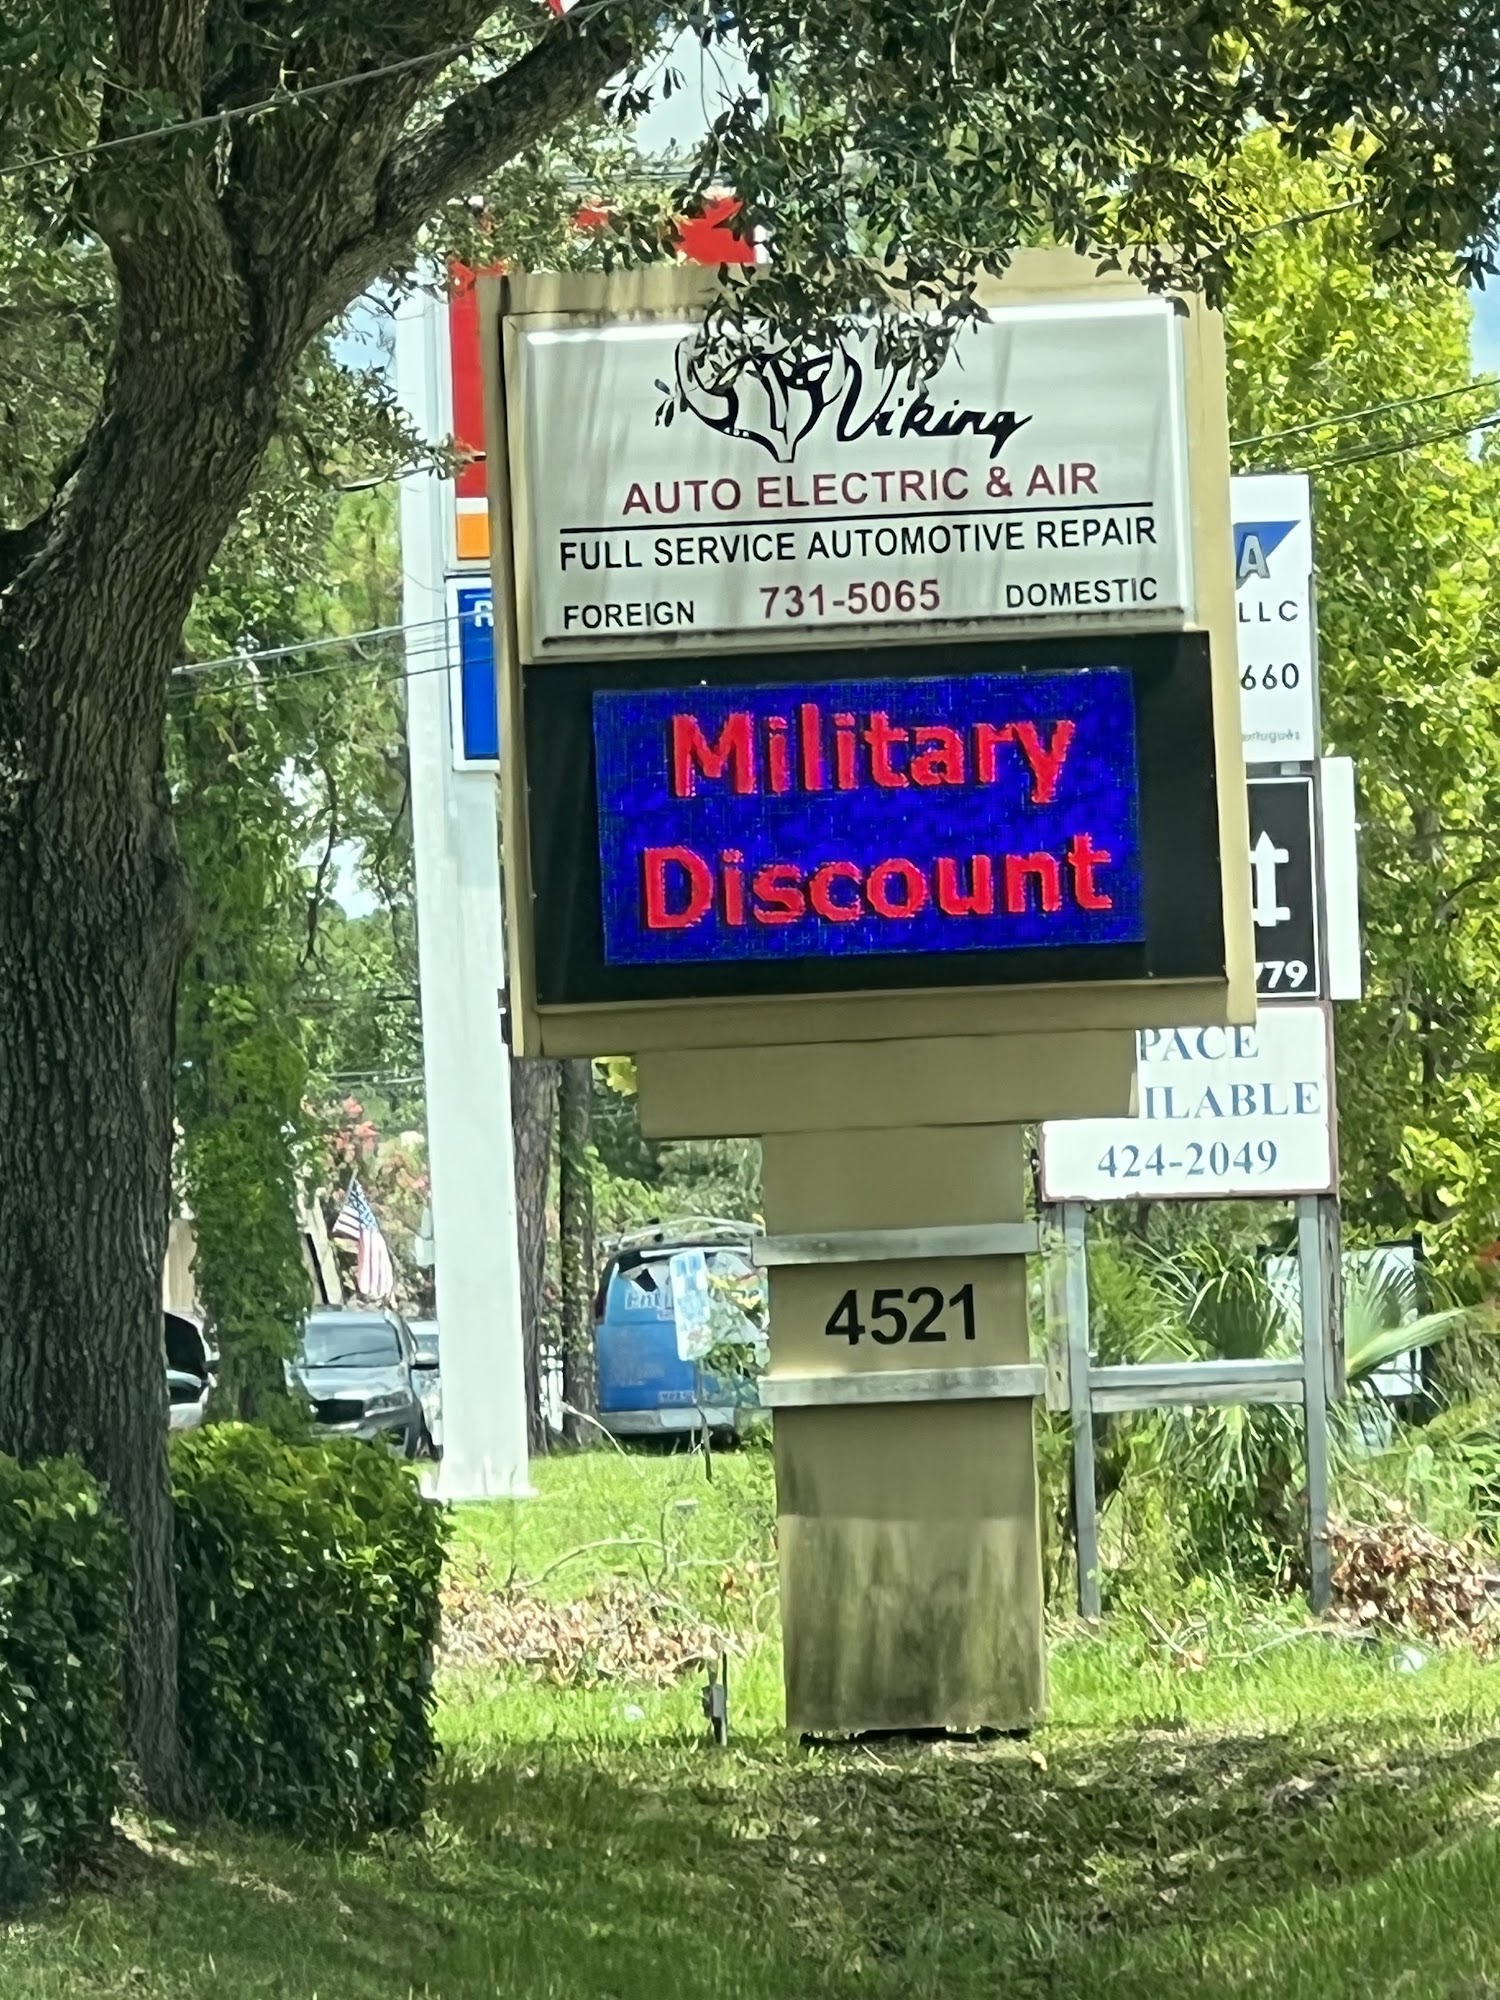 Viking
AUTO ELECTRIC & AIR
FULL SERVICE AUTOMOTIVE REPAIR
FOREIGN 731-5065 DOMESTIC
Military
Discount
4521
R
A
LLC
660
779
PACE
ILABLE
424-2049